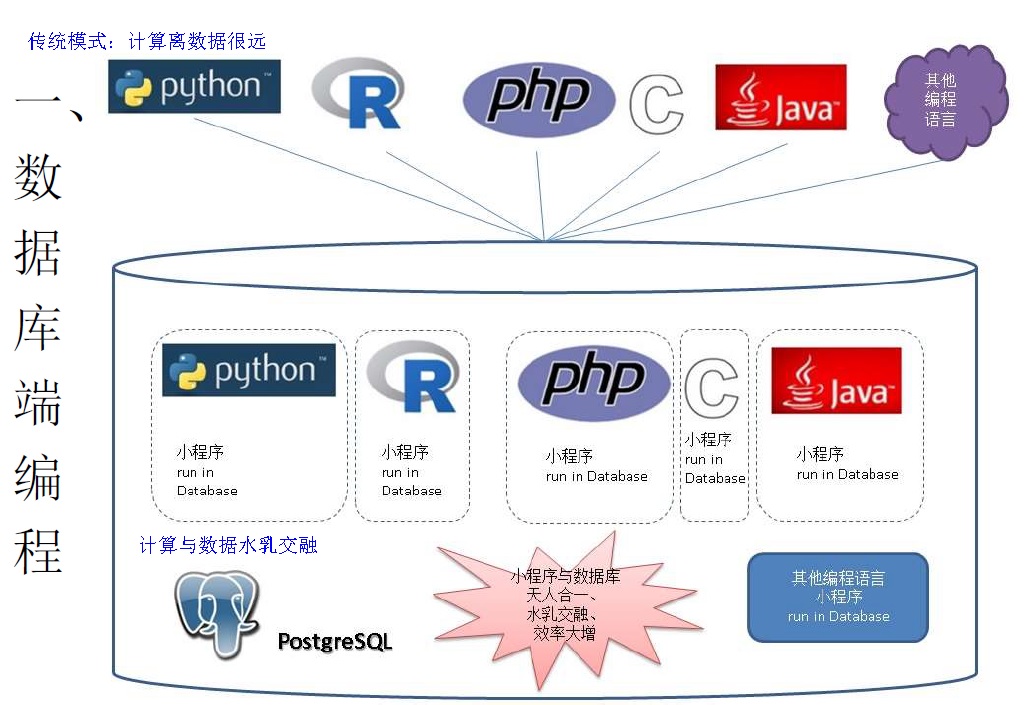 传统模式：计算离数据很远
一、数据库端编程
python™
R
php
C
Java™
其他
编程
语言
python™
小程序
run in
Database
R
小程序
run in
Database
php
小程序
run in Database
C
小程序
run in
Database
Java™
小程序
run in Database
计算与数据水乳交融
PostgreSQL
小程序与数据库
天人合一、
水乳交融、
效率大增
其他编程语言
小程序
run in Database